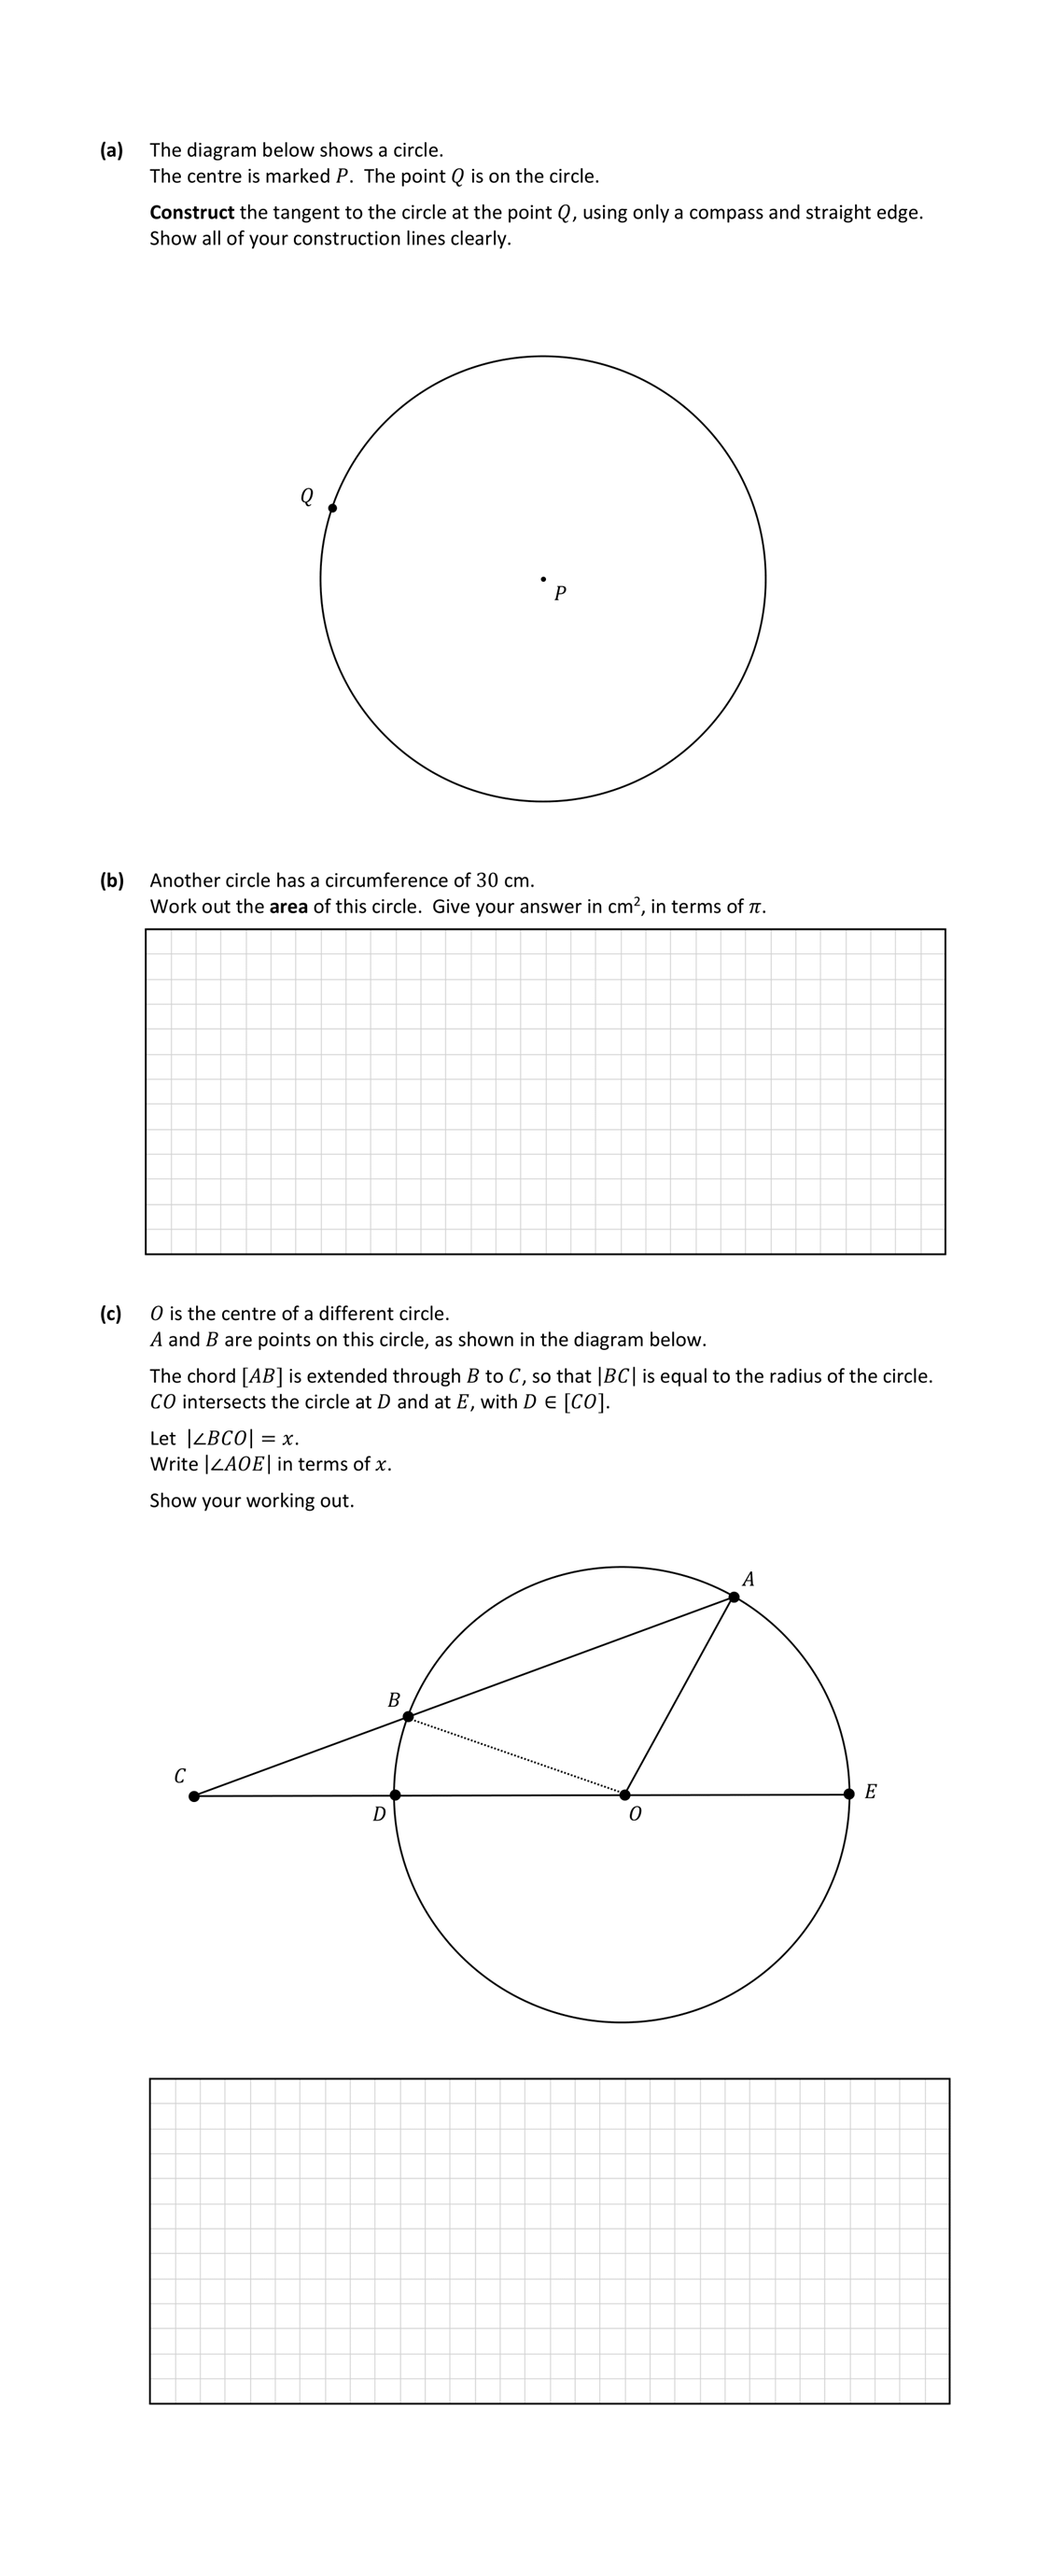 (a) The diagram below shows a circle.
The centre is marked P. The point Q is on the circle.
Construct the tangent to the circle at the point Q, using only a compass and straight edge.
Show all of your construction lines clearly.
Q
P
(b) Another circle has a circumference of 30 cm.
Work out the area of this circle. Give your answer in cm², in terms of π.
(c) O is the centre of a different circle.
A and B are points on this circle, as shown in the diagram below.
The chord [AB] is extended through B to C, so that |BC| is equal to the radius of the circle.
CO intersects the circle at D and at E, with D ∈ [CO].
Let |∠BCO| = x.
Write |∠AOE| in terms of x.
Show your working out.
A
B
C
E
D
O